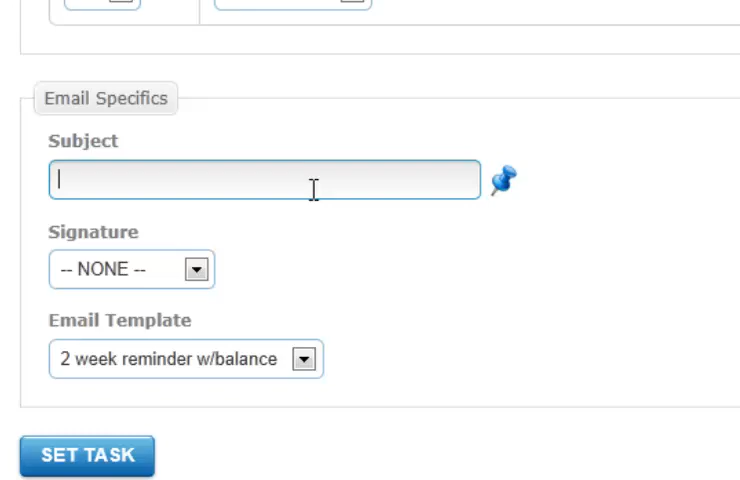 Email Specifics
Subject
Signature
-- NONE --
Email Template
2 week reminder w/balance
SET TASK